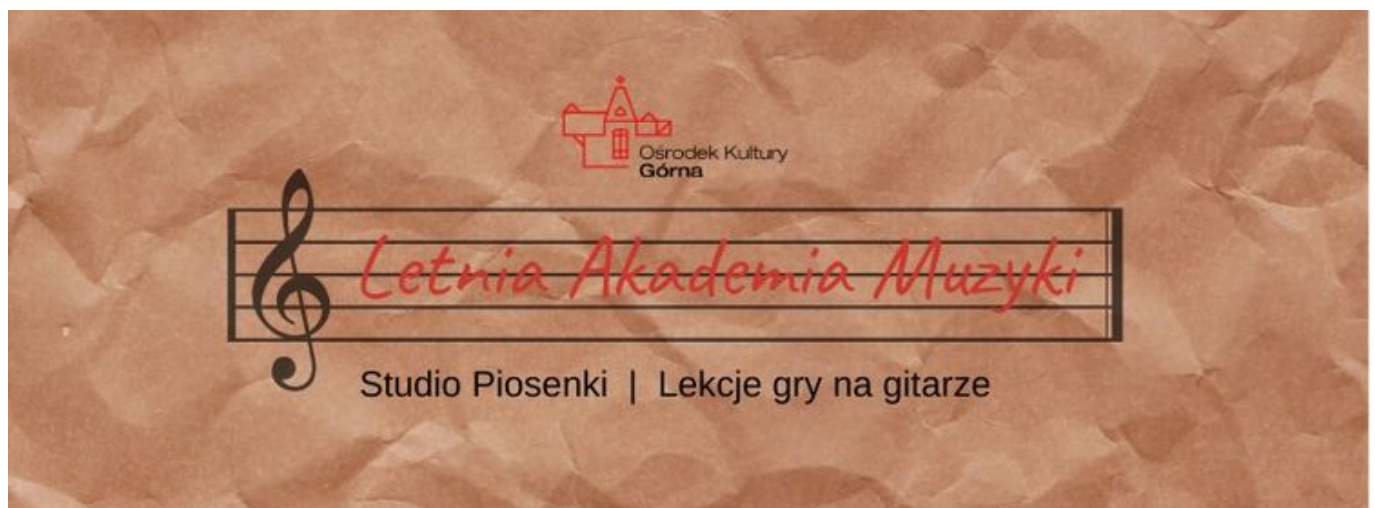 Ośrodek Kultury
Górna
Letnia Akademia Muzyki
Studio Piosenki | Lekcje gry na gitarze